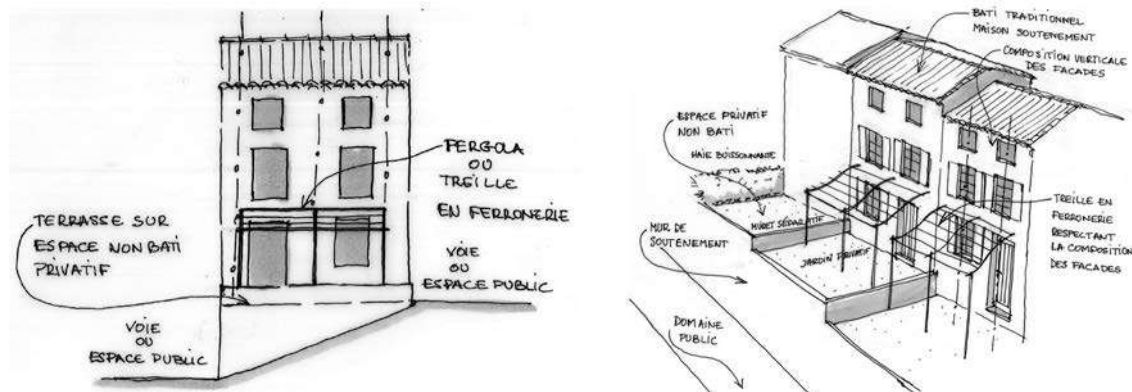 PERGOLA
OU
TREILLE
EN FERRONERIE
TERRASSE SUR
ESPACE NON BATI
PRIVATIF
VOIE
OU
ESPACE PUBLIC
VOIE
OU
ESPACE PUBLIC
BATI TRADITIONNEL
MAISON SOUTENEMENT
COMPOSITION VERTICALE
DES FACADES
ESPACE PRIVATIF
NON BATI
HAIE BUISSONNANTE
MURET SÉPARATIF
JARDIN PRIVATIF
MUR DE
SOUTENEMENT
TREILLE EN
FERRONERIE
RESPECTANT
LA COMPOSITION
DES FACADES
DOMAINE
PUBLIC